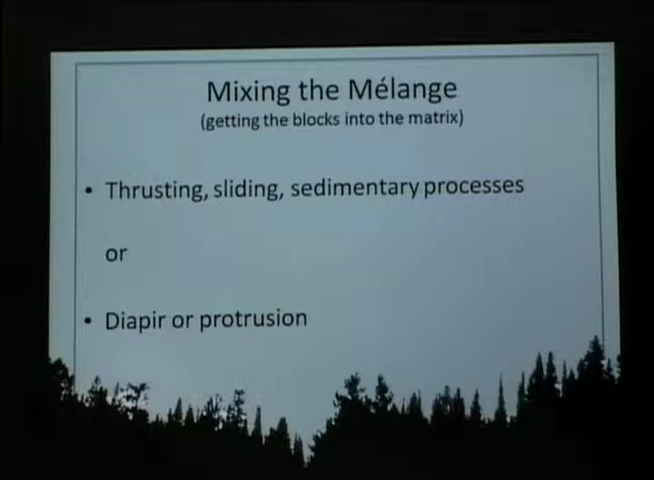 Mixing the Mélange
(getting the blocks into the matrix)
• Thrusting, sliding, sedimentary processes
or
• Diapir or protrusion